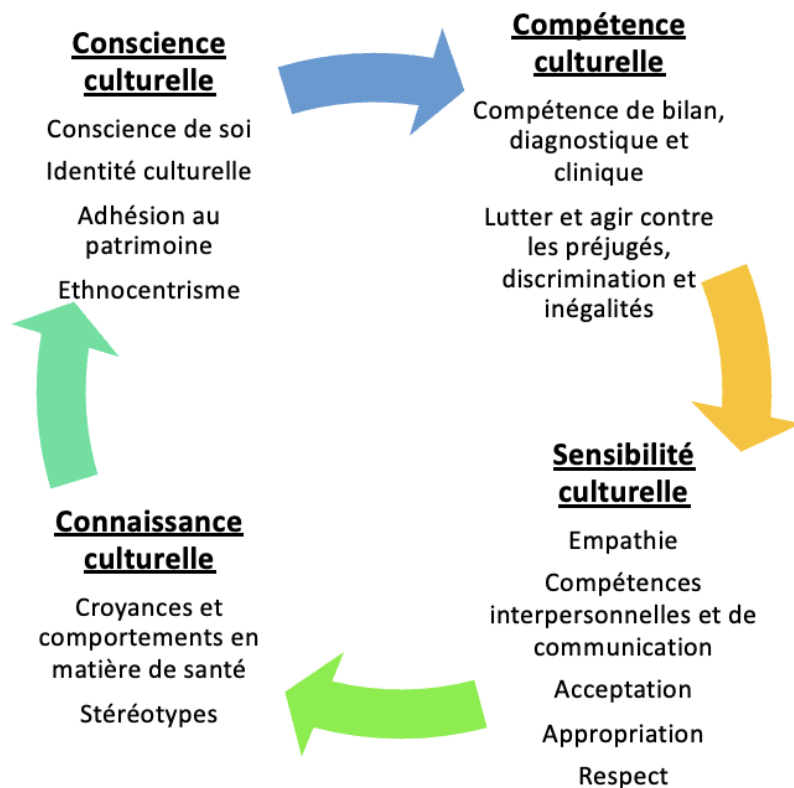 Conscience
culturelle
Conscience de soi
Identité culturelle
Adhésion au
patrimoine
Ethnocentrisme
Compétence
culturelle
Compétence de bilan,
diagnostique et
clinique
Lutter et agir contre
les préjugés,
discrimination et
inégalités
Sensibilité
culturelle
Empathie
Compétences
interpersonnelles et de
communication
Acceptation
Appropriation
Respect
Connaissance
culturelle
Croyances et
comportements en
matière de santé
Stéréotypes